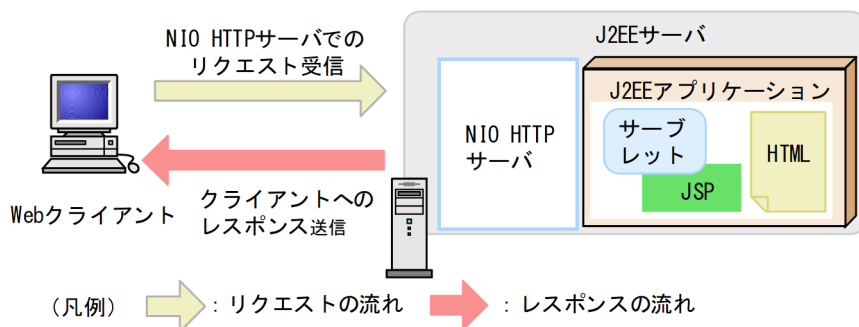 NIO HTTPサーバでの
リクエスト受信
J2EEサーバ
J2EEアプリケーション
NIO HTTP
サーバ
サーブ
レット
JSP
HTML
Webクライアント
クライアントへの
レスポンス送信
(凡例)
：リクエストの流れ
：レスポンスの流れ